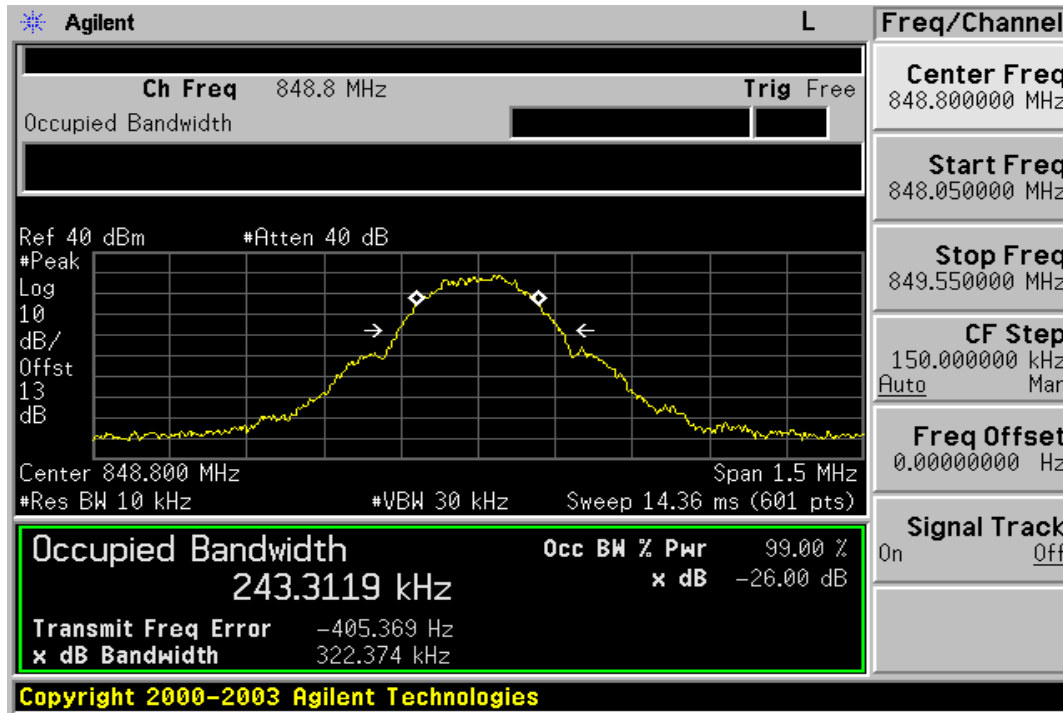 Agilent L Freq/Channel
Ch Freq 848.8 MHz Trig Free
Occupied Bandwidth
Center Freq
848.800000 MHz
Start Freq
848.050000 MHz
Stop Freq
849.550000 MHz
CF Step
150.000000 kHz
Auto Man
Freq Offset
0.00000000 Hz
Signal Track
On Off
Ref 40 dBm #Atten 40 dB
#Peak
Log
10
dB/
Offst
13
dB
Center 848.800 MHz Span 1.5 MHz
#Res BW 10 kHz #VBW 30 kHz Sweep 14.36 ms (601 pts)
Occupied Bandwidth Occ BW % Pwr 99.00 %
243.3119 kHz x dB -26.00 dB
Transmit Freq Error -405.369 Hz
x dB Bandwidth 322.374 kHz
Copyright 2000-2003 Agilent Technologies